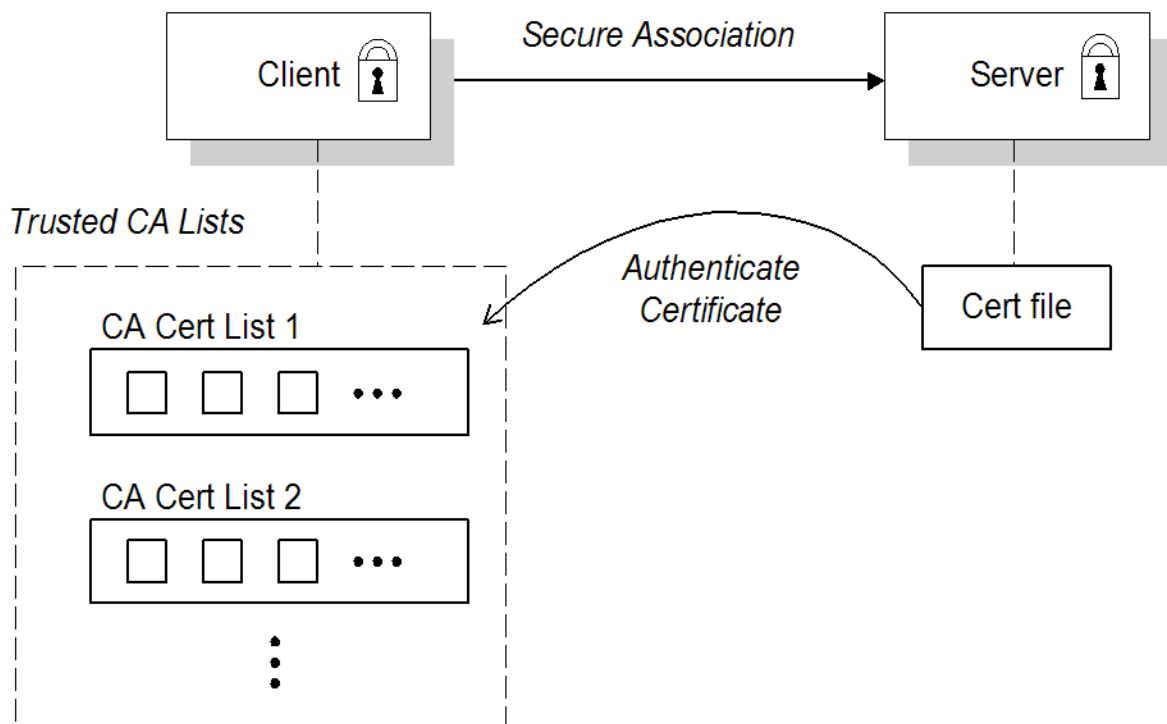 Secure Association
Client
Server
Trusted CA Lists
Authenticate
Certificate
Cert file
CA Cert List 1
CA Cert List 2